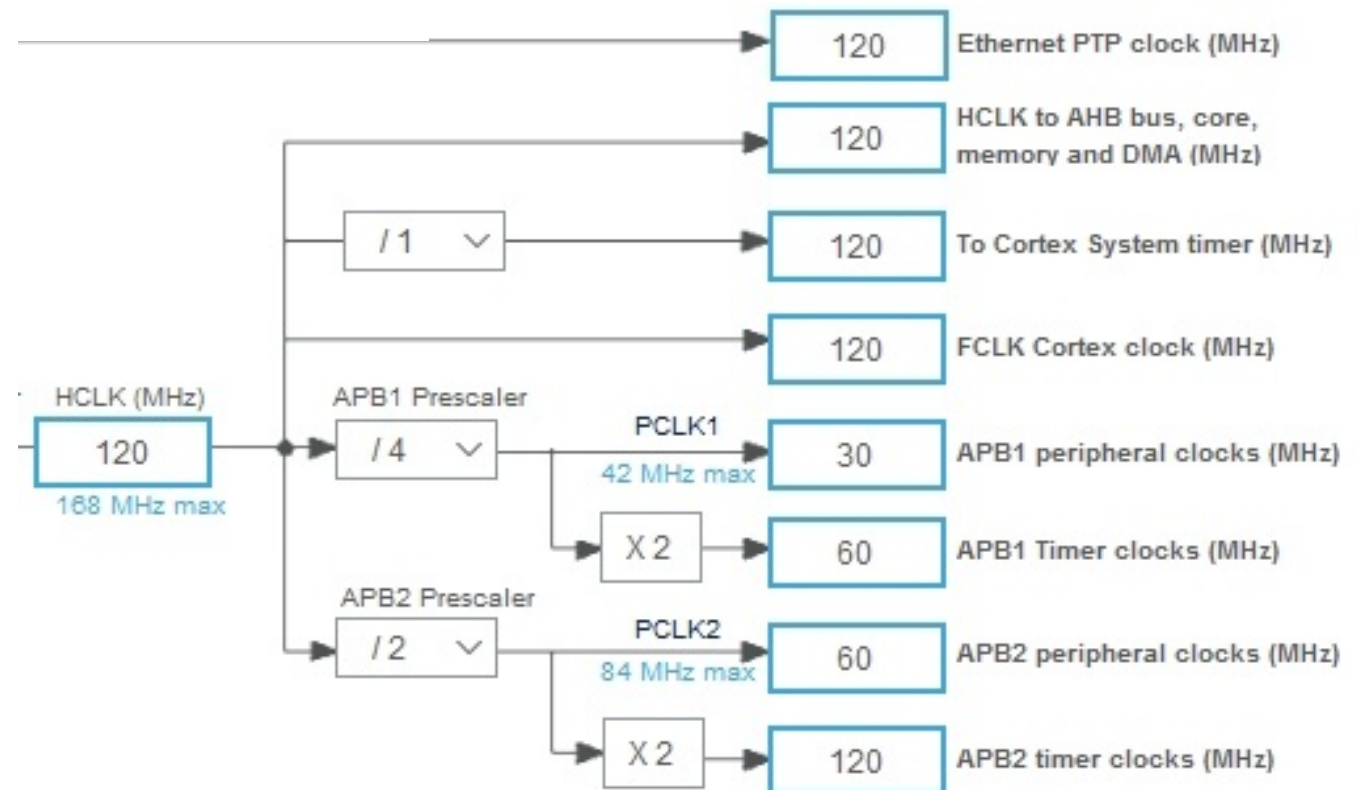 120 Ethernet PTP clock (MHz)
120 HCLK to AHB bus, core,
memory and DMA (MHz)
/ 1 120 To Cortex System timer (MHz)
120 FCLK Cortex clock (MHz)
HCLK (MHz) APB1 Prescaler
PCLK1
120 / 4 30 APB1 peripheral clocks (MHz)
42 MHz max
168 MHz max
X 2 60 APB1 Timer clocks (MHz)
APB2 Prescaler
PCLK2
/ 2 60 APB2 peripheral clocks (MHz)
84 MHz max
X 2 120 APB2 timer clocks (MHz)